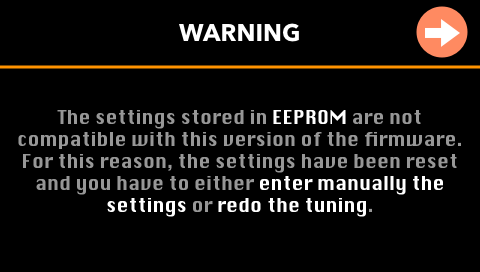 WARNING
The settings stored in EEPROM are not
compatible with this version of the firmware.
For this reason, the settings have been reset
and you have to either enter manually the
settings or redo the tuning.